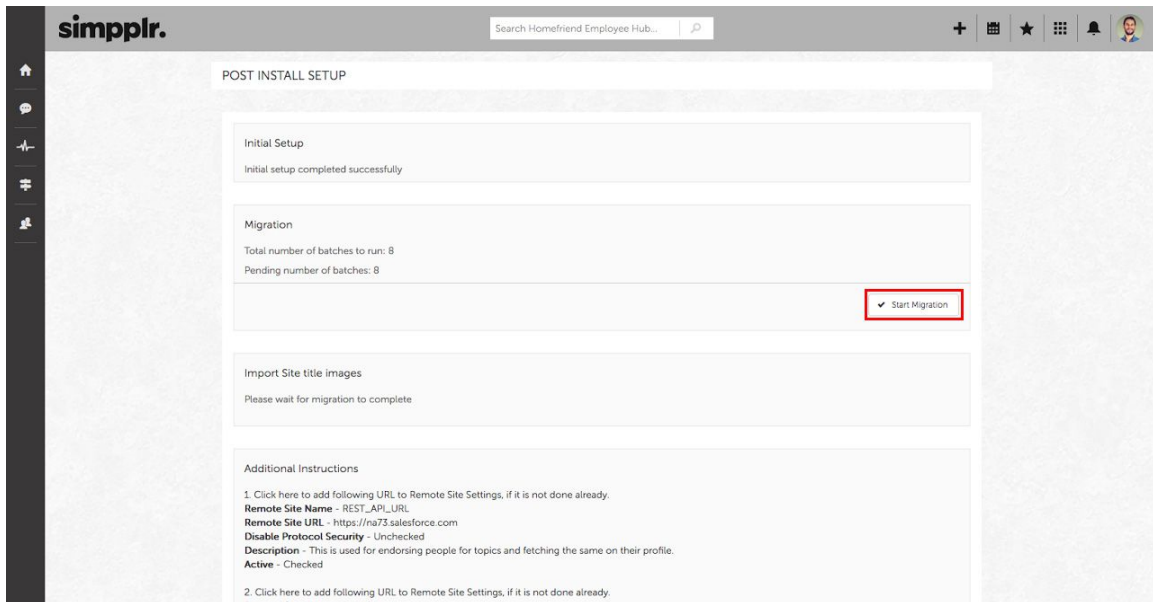 simpplr.
Search Homefriend Employee Hub...
POST INSTALL SETUP
Initial Setup
Initial setup completed successfully
Migration
Total number of batches to run: 8
Pending number of batches: 8
Start Migration
Import Site title images
Please wait for migration to complete
Additional Instructions
1. Click here to add following URL to Remote Site Settings, if it is not done already.
Remote Site Name - REST_API_URL
Remote Site URL - https://na73.salesforce.com
Disable Protocol Security - Unchecked
Description - This is used for endorsing people for topics and fetching the same on their profile.
Active - Checked
2. Click here to add following URL to Remote Site Settings, if it is not done already.